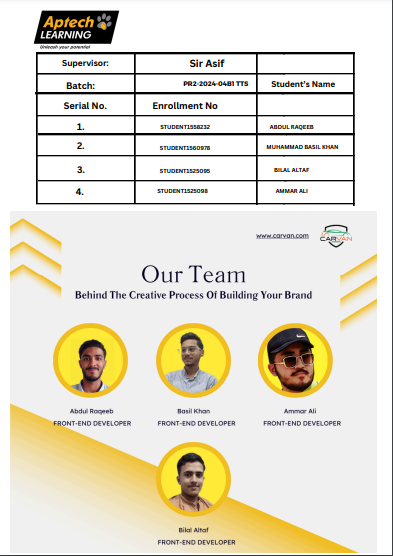 Aptech
LEARNING
Unleash your potential
Supervisor: Sir Asif
Batch: PR2-2024-04B1 TTS Student's Name
Serial No. Enrollment No
1. STUDENT1558232 ABDUL RAQEEB
2. STUDENT1560978 MUHAMMAD BASIL KHAN
3. STUDENT1525095 BILAL ALTAF
4. STUDENT1525098 AMMAR ALI
www.carvan.com
CARVAN
Our Team
Behind The Creative Process Of Building Your Brand
Abdul Raqeeb
FRONT-END DEVELOPER
Basil Khan
FRONT-END DEVELOPER
Ammar Ali
FRONT-END DEVELOPER
Bilal Altaf
FRONT-END DEVELOPER